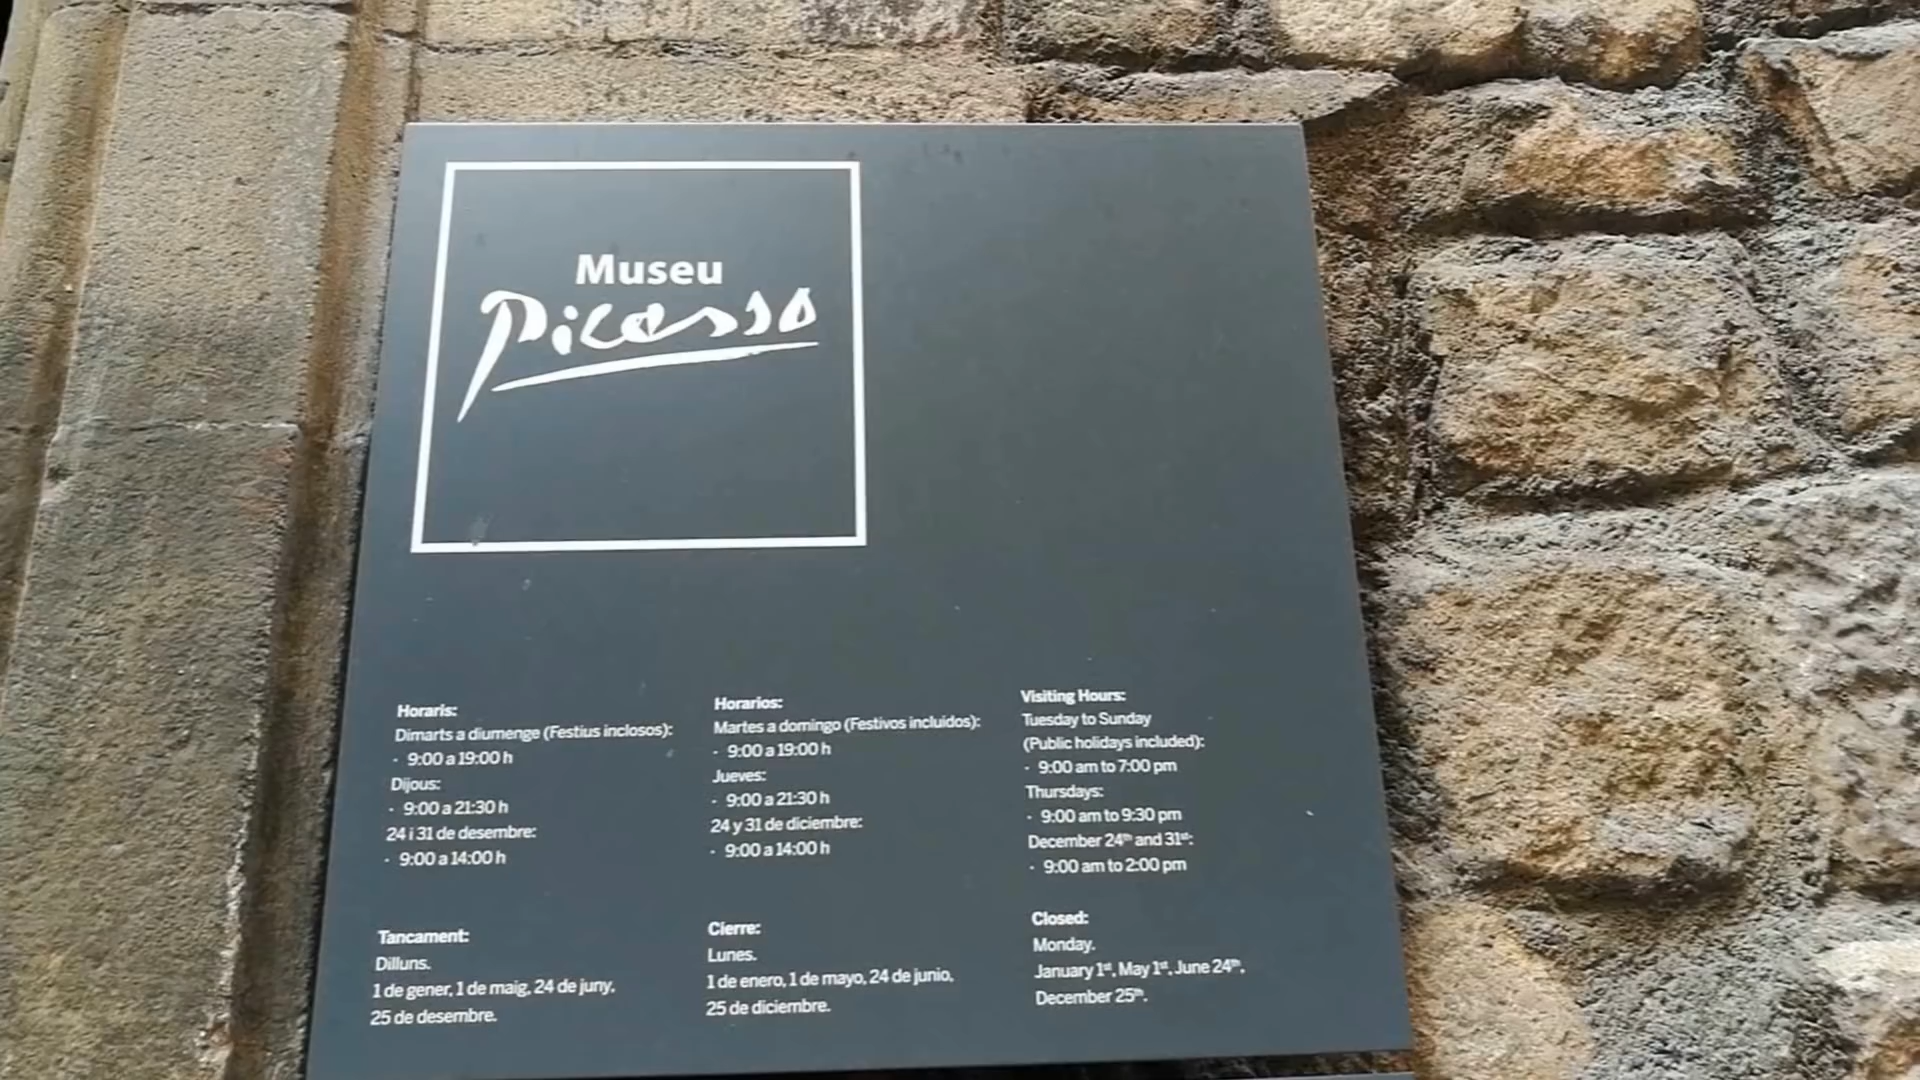 Museu
Picasso
Horaris:
Dimarts a diumenge (Festius inclosos):
· 9:00 a 19:00 h
Dijous:
· 9:00 a 21:30 h
24 i 31 de desembre:
· 9:00 a 14:00 h
Tancament:
Dilluns.
1 de gener, 1 de maig, 24 de juny,
25 de desembre.
Horarios:
Martes a domingo (Festivos incluidos):
· 9:00 a 19:00 h
Jueves:
· 9:00 a 21:30 h
24 y 31 de diciembre:
· 9:00 a 14:00 h
Cierre:
Lunes.
1 de enero, 1 de mayo, 24 de junio,
25 de diciembre.
Visiting Hours:
Tuesday to Sunday
(Public holidays included):
· 9:00 am to 7:00 pm
Thursdays:
· 9:00 am to 9:30 pm
December 24th and 31st:
· 9:00 am to 2:00 pm
Closed:
Monday.
January 1st, May 1st, June 24th,
December 25th.